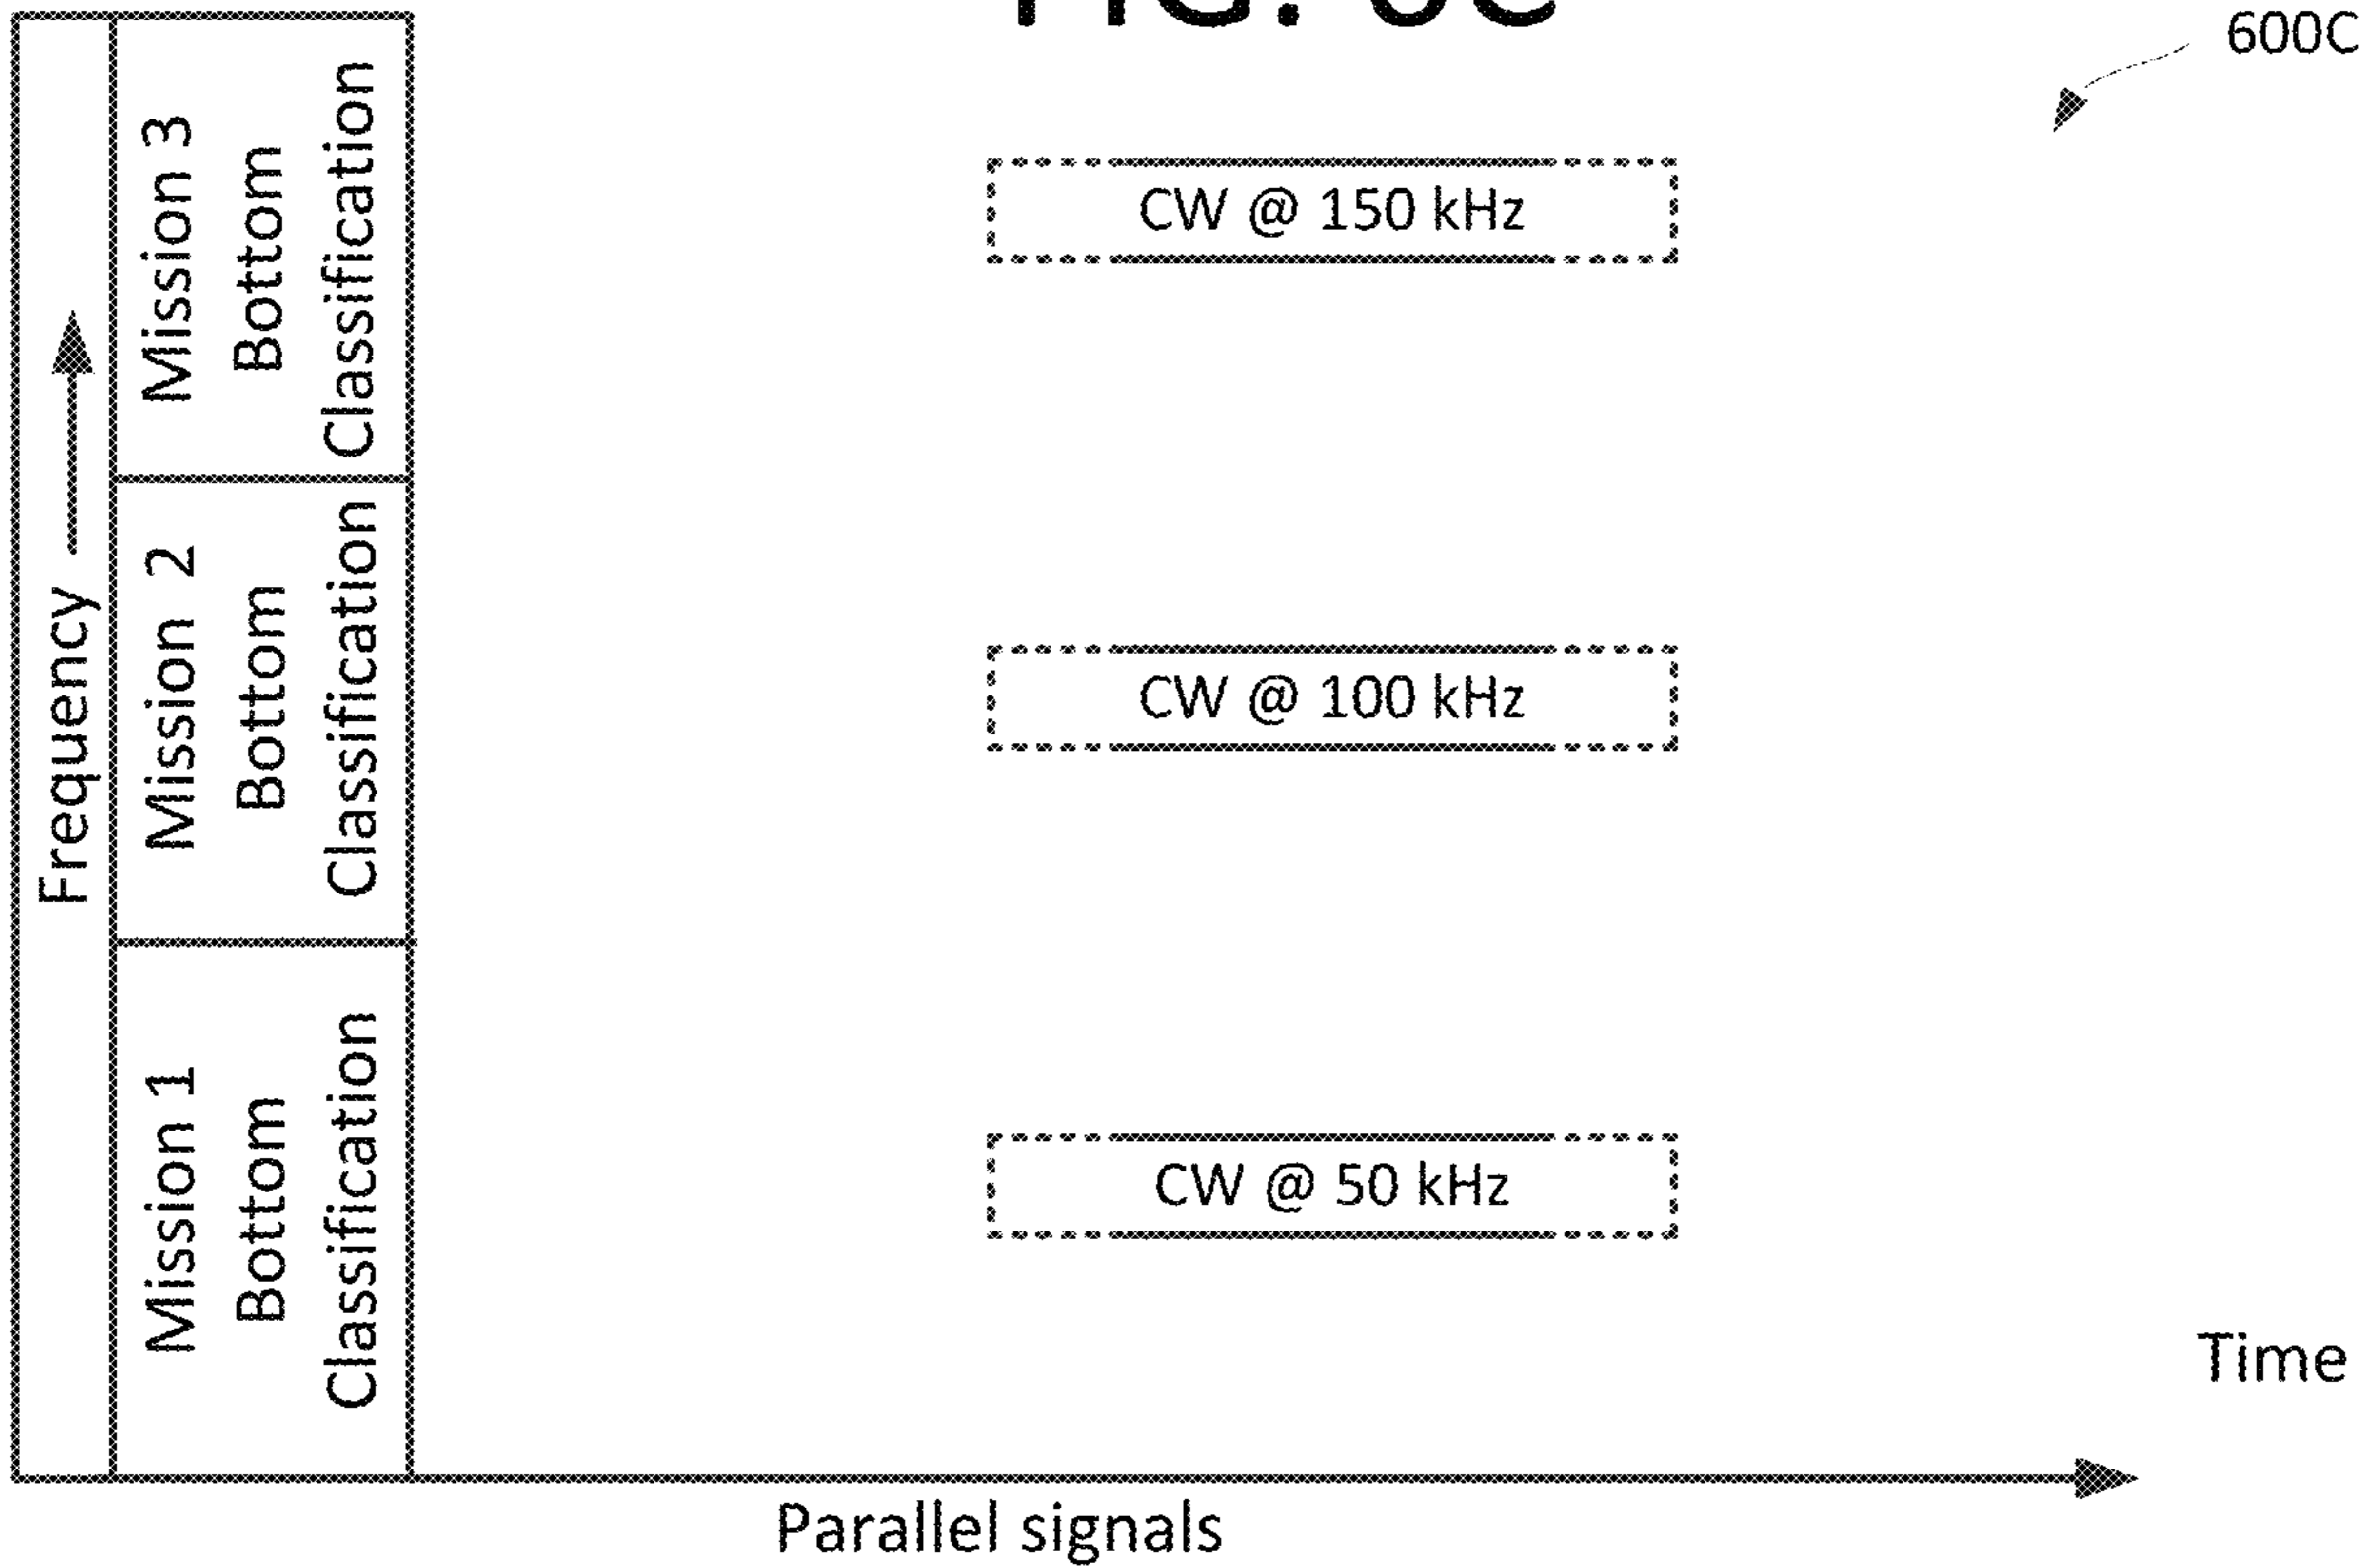 600C
Frequency
Mission 3
Bottom
Classification
CW @ 150 kHz
Mission 2
Bottom
Classification
CW @ 100 kHz
Mission 1
Bottom
Classification
CW @ 50 kHz
Time
Parallel signals